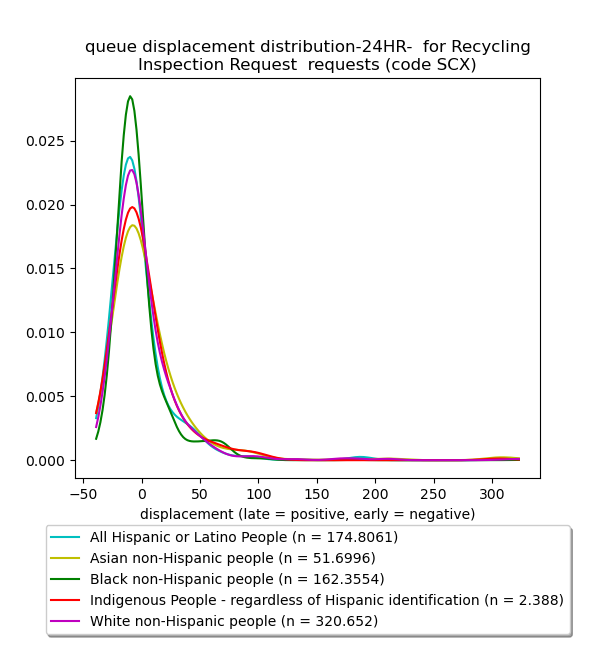 queue displacement distribution-24HR-  for Recycling
Inspection Request  requests (code SCX)
0.025
0.020
0.015
0.010
0.005
0.000
−50 0 50 100 150 200 250 300
displacement (late = positive, early = negative)
All Hispanic or Latino People (n = 174.8061)
Asian non-Hispanic people (n = 51.6996)
Black non-Hispanic people (n = 162.3554)
Indigenous People - regardless of Hispanic identification (n = 2.388)
White non-Hispanic people (n = 320.652)